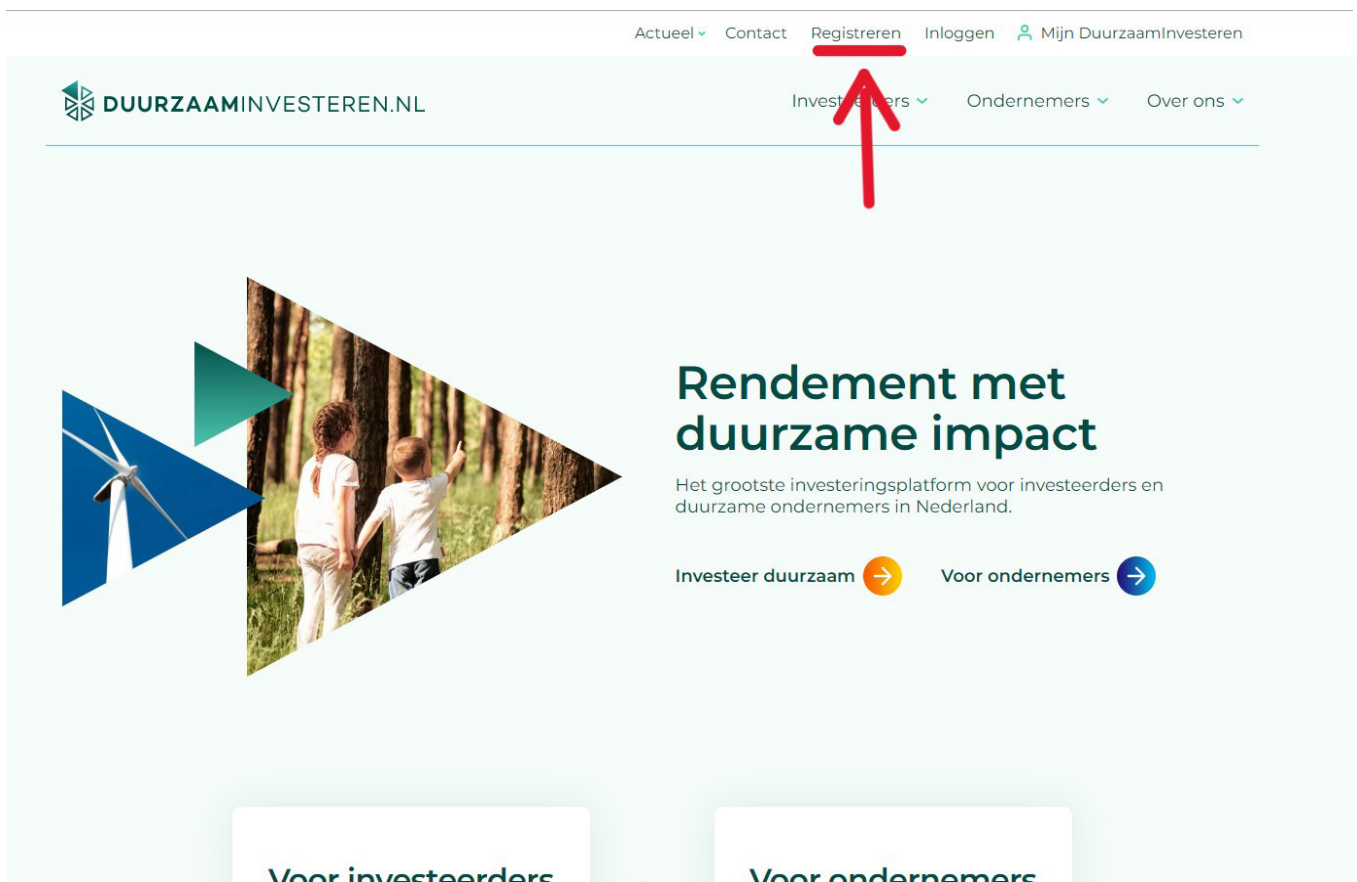 Actueel Contact Registreren Inloggen Mijn DuurzaamInvesteren
DUURZAAMINVESTEREN.NL
Investeerders Ondernemers Over ons
Rendement met
duurzame impact
Het grootste investeringsplatform voor investeerders en
duurzame ondernemers in Nederland.
Investeer duurzaam Voor ondernemers
Voor investeerders Voor ondernemers